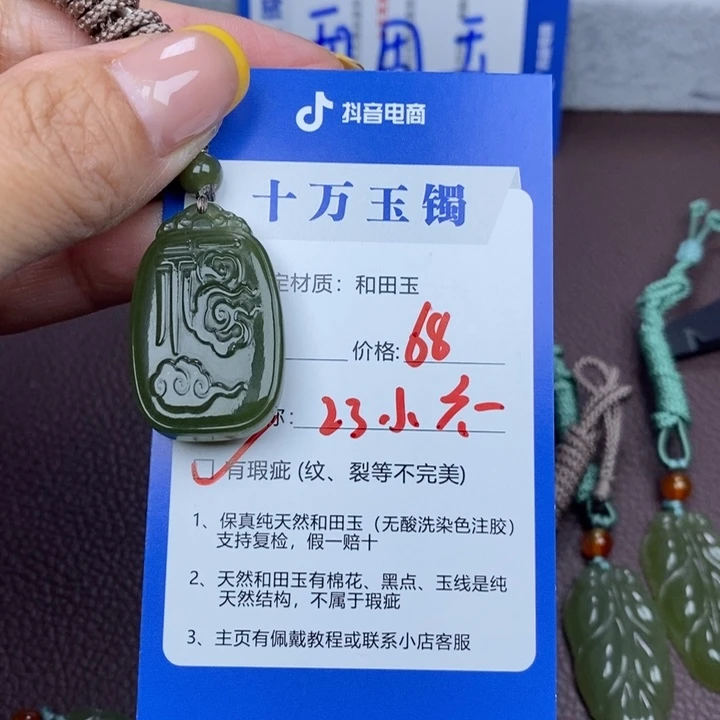 抖音电商
十万玉镯
定材质：和田玉
价格:68
尔: 23小六一
有瑕疵 (纹、裂等不完美)
1、保真纯天然和田玉（无酸洗染色注胶）
支持复检，假一赔十
2、天然和田玉有棉花、黑点、玉线是纯
天然结构，不属于瑕疵
3、主页有佩戴教程或联系小店客服